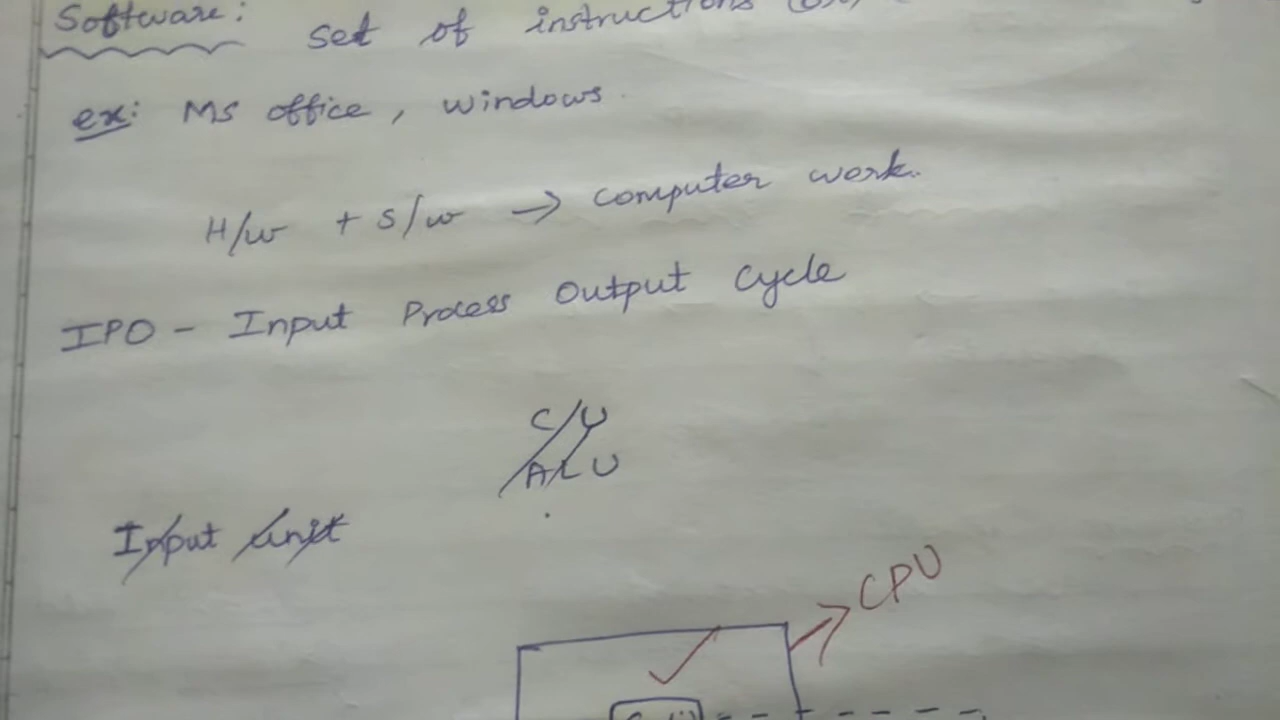 Software: set of instructions (or)
ex: MS office, windows.
H/w + S/w → computer work.
IPO - Input Process Output Cycle
C/U
ALU
Input Unit
CPU